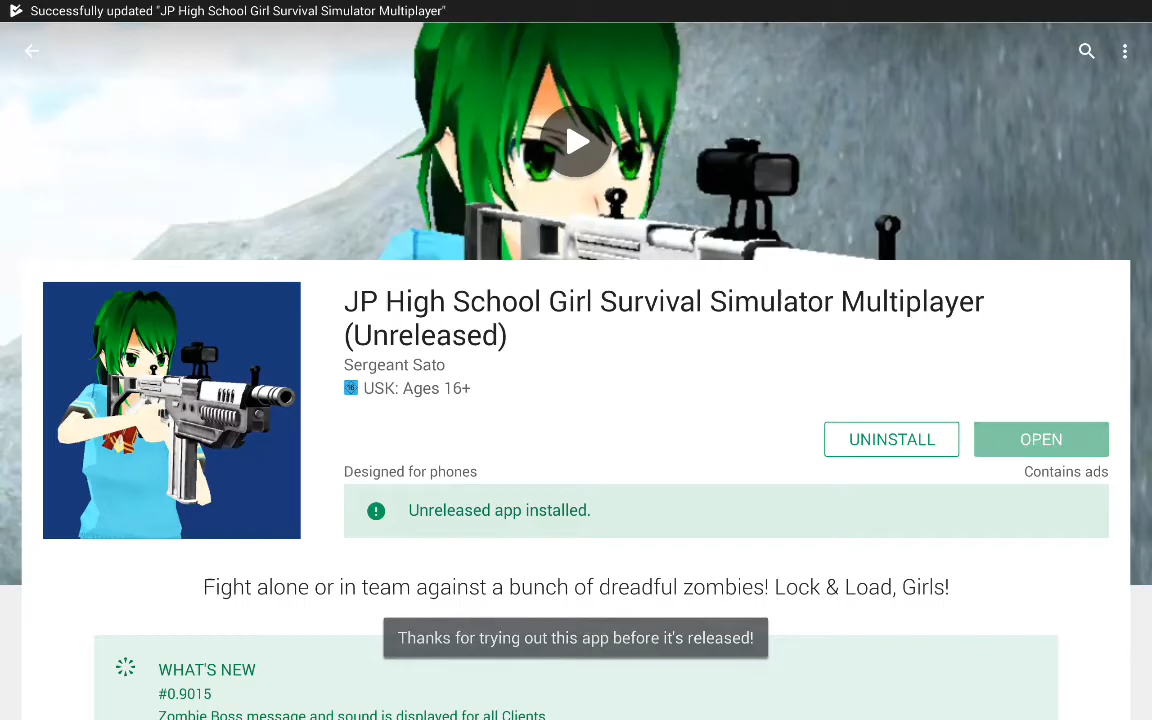 Successfully updated "JP High School Girl Survival Simulator Multiplayer"
JP High School Girl Survival Simulator Multiplayer
(Unreleased)
Sergeant Sato
16 USK: Ages 16+
UNINSTALL OPEN
Designed for phones Contains ads
Unreleased app installed.
Fight alone or in team against a bunch of dreadful zombies! Lock & Load, Girls!
Thanks for trying out this app before it's released!
WHAT'S NEW
#0.9015
Zombie Boss message and sound is displayed for all Clients